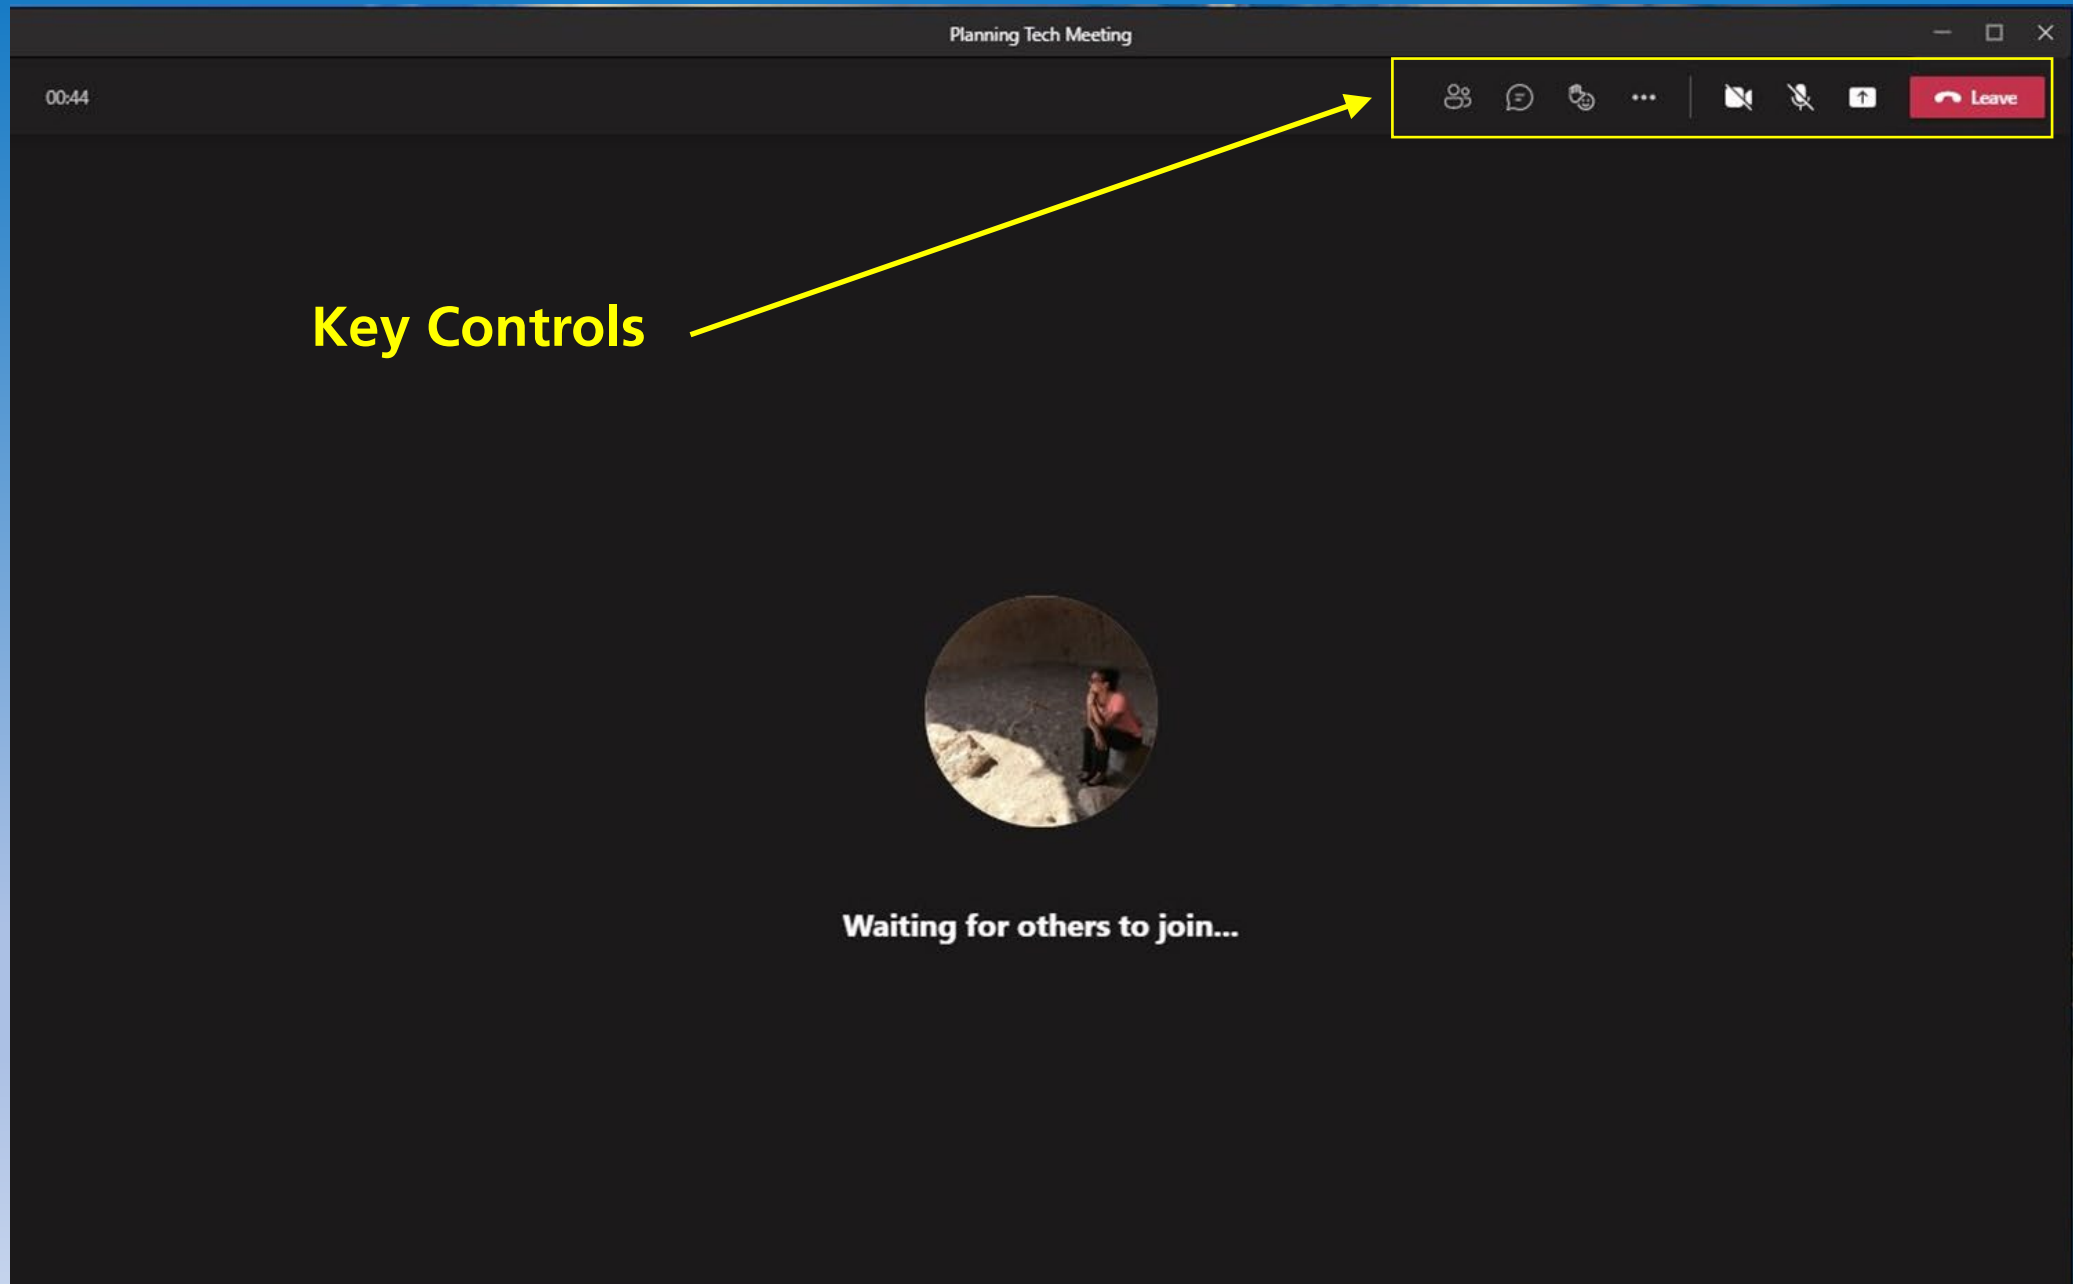 Planning Tech Meeting
00:44
Leave
Key Controls
Waiting for others to join...